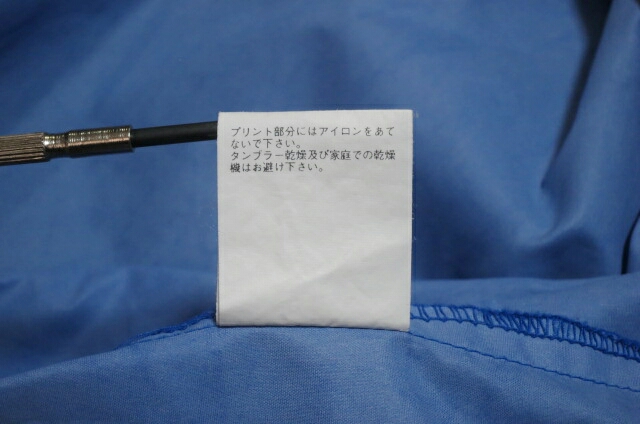 プリント部分にはアイロンをあて
ないで下さい。
タンブラー乾燥及び家庭での乾燥
機はお避け下さい。